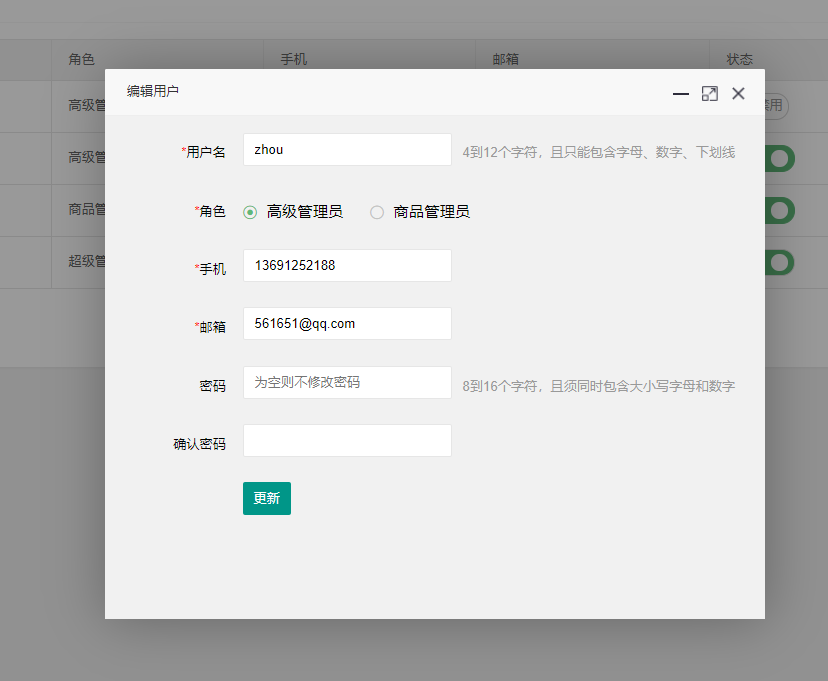 角色 手机 邮箱 状态
编辑用户
高级管 禁用
*用户名 zhou 4到12个字符，且只能包含字母、数字、下划线
高级管
*角色 高级管理员 商品管理员
商品管
*手机 13691252188
超级管
*邮箱 561651@qq.com
密码 为空则不修改密码 8到16个字符，且须同时包含大小写字母和数字
确认密码
更新